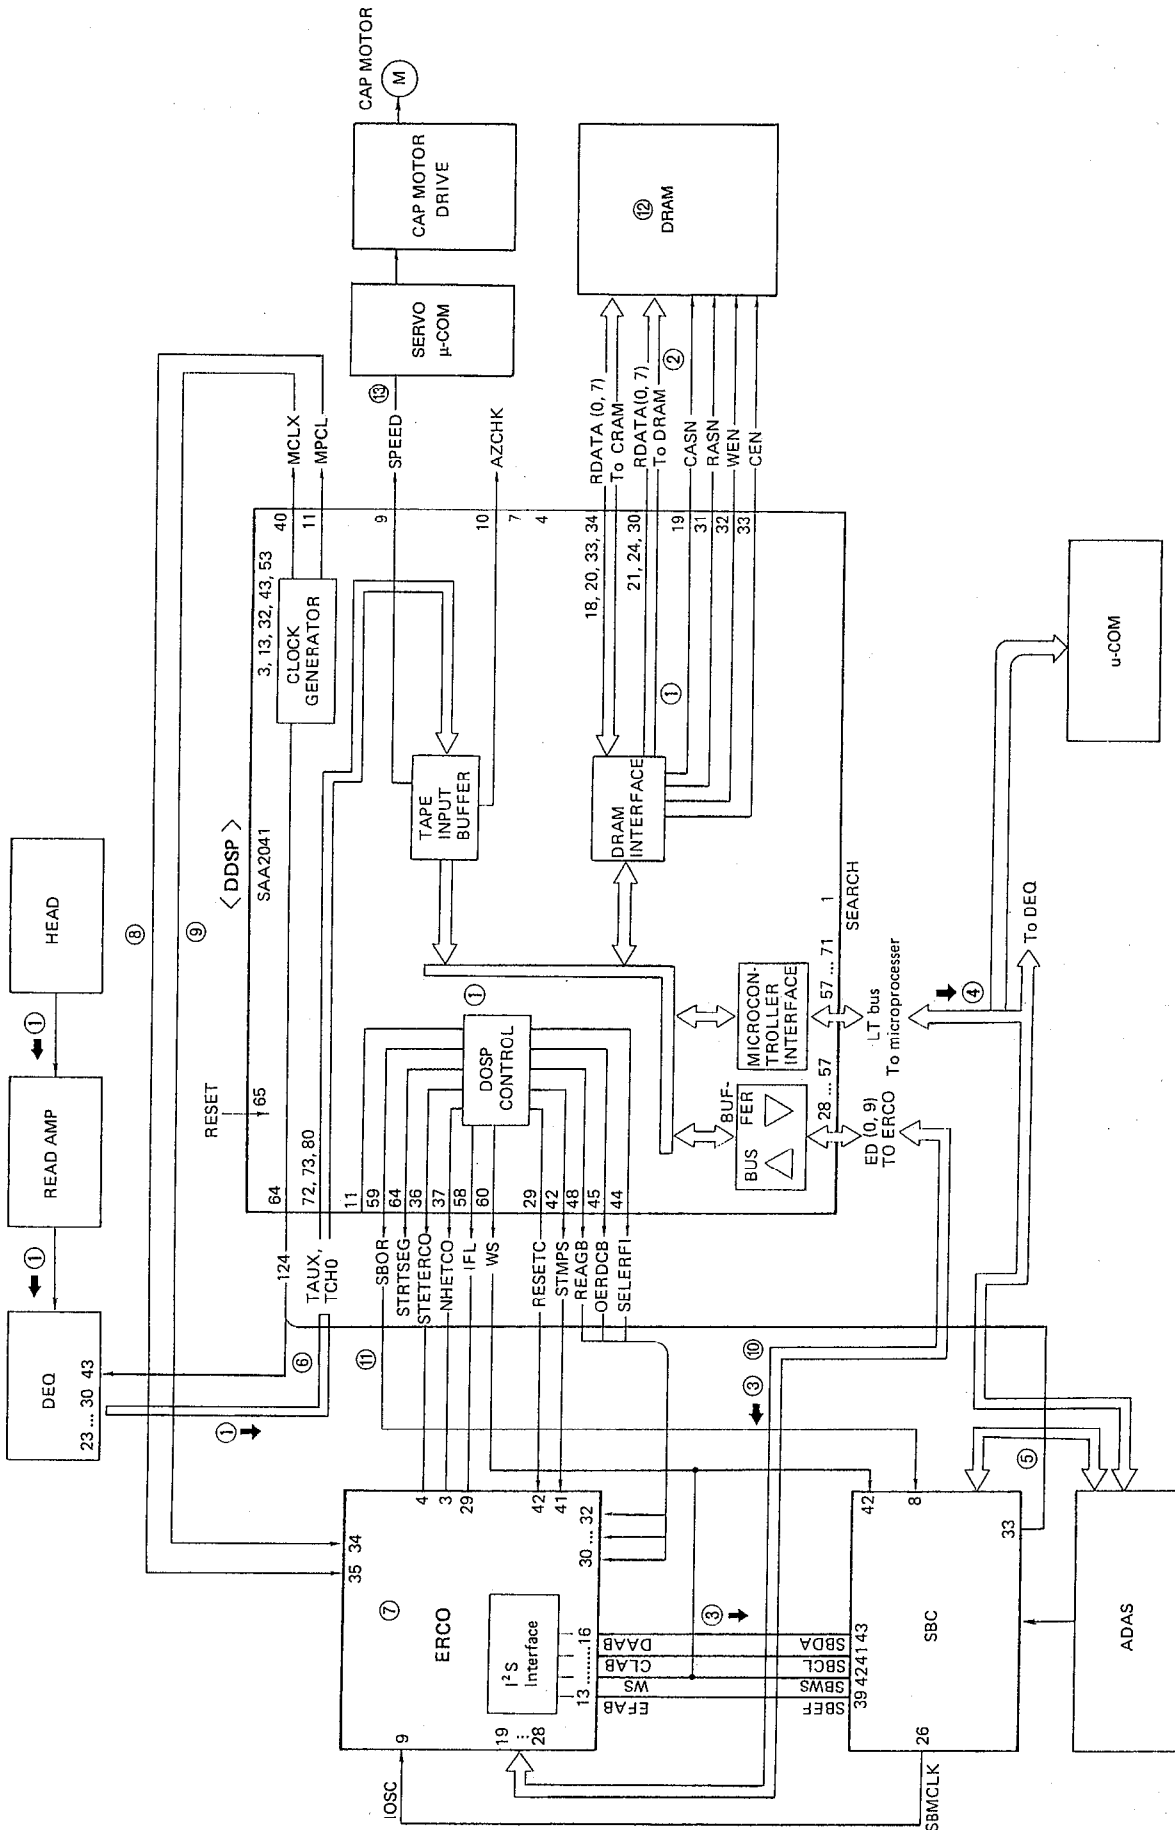 CAP MOTOR
M
CAP MOTOR
DRIVE
SERVO
μ-COM
⑬
SPEED
⑫
DRAM
MCLX
MPCL
AZCHK
RDATA (0, 7)
To CRAM
RDATA(0, 7)
To DRAM
②
CASN
RASN
WEN
CEN
40
11
9
10
7
4
18, 20, 33, 34
21, 24, 30
19
31
32
33
3, 13, 32, 43, 53
CLOCK
GENERATOR
TAPE
INPUT
BUFFER
DRAM
INTERFACE
①
<DDSP>
SAA2041
HEAD
①
READ AMP
①
DEQ
23 ... 30 43
①
⑧
⑨
RESET
65
64
72, 73, 80
124
TAUX,
TCH0
⑥
①
DOSP
CONTROL
11
59
64
36
37
58
60
29
42
48
45
44
SBOR
STRTSEG
STETERCO
NHETCO
IFL
WS
RESETC
STMPS
REAGB
OERDCB
SELERFI
⑪
BUS BUF-
FER
MICROCON-
TROLLER
INTERFACE
28 ... 57
57 ... 71
1
SEARCH
ED (0, 9)
TO ERCO
LT bus
To microprocesser
④
To DEQ
u-COM
⑩
③
⑤
35 34
⑦
ERCO
4
3
29
42
41
30 ... 32
9
19
⋮
28
I²S
Interface
13 ........ 16
EFAB
WS
CLAB
DAAB
③
SBEF
SBWS
SBCL
SBDA
39 42 41 43
42
8
33
26
SBC
IOSC
SBMCLK
ADAS